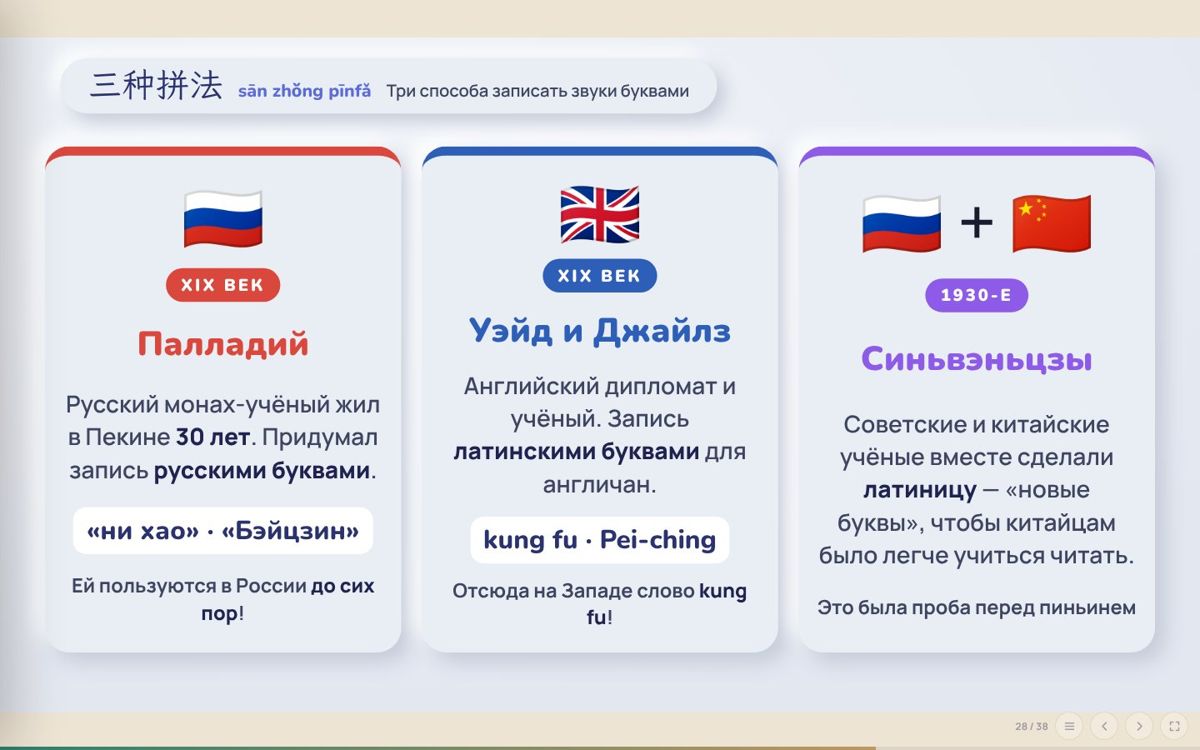 三种拼法 sān zhǒng pīnfǎ Три способа записать звуки буквами
XIX ВЕК
Палладий
Русский монах-учёный жил
в Пекине 30 лет. Придумал
запись русскими буквами.
«ни хао» · «Бэйцзин»
Ей пользуются в России до сих
пор!
XIX ВЕК
Уэйд и Джайлз
Английский дипломат и
учёный. Запись
латинскими буквами для
англичан.
kung fu · Pei-ching
Отсюда на Западе слово kung
fu!
+
1930-Е
Синьвэньцзы
Советские и китайские
учёные вместе сделали
латиницу — «новые
буквы», чтобы китайцам
было легче учиться читать.
Это была проба перед пиньинем
28 / 38